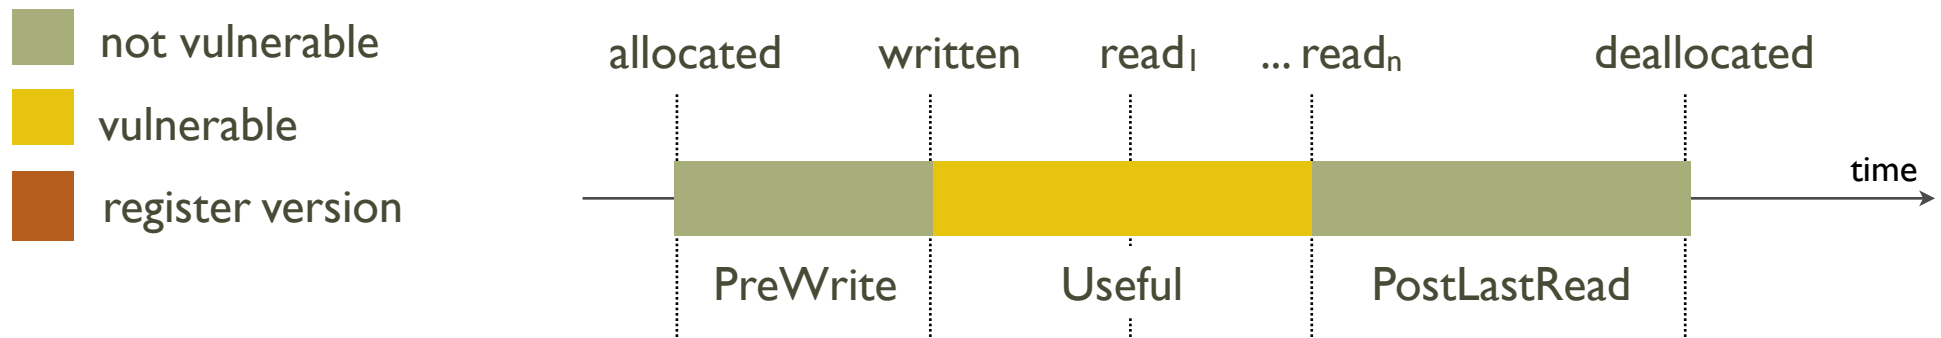 not vulnerable
vulnerable
register version
allocated written read₁ ... readₙ deallocated
time
PreWrite Useful PostLastRead